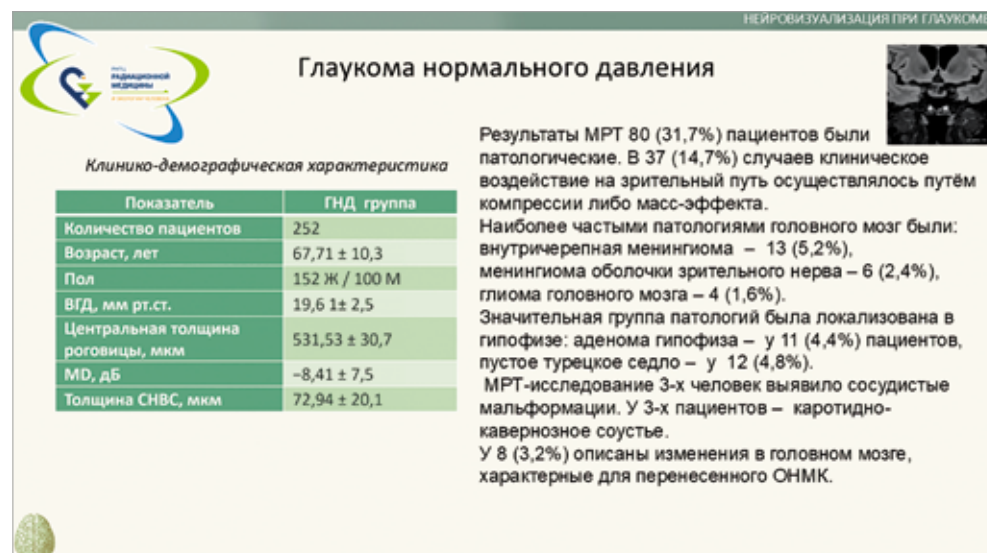 НЕЙРОВИЗУАЛИЗАЦИЯ ПРИ ГЛАУКОМЕ
РНПЦ
РАДИАЦИОННОЙ
МЕДИЦИНЫ
И ЭКОЛОГИИ ЧЕЛОВЕКА
Глаукома нормального давления
Клинико-демографическая характеристика
Показатель ГНД группа
Количество пациентов 252
Возраст, лет 67,71 ± 10,3
Пол 152 Ж / 100 М
ВГД, мм рт.ст. 19,6 1± 2,5
Центральная толщина
роговицы, мкм 531,53 ± 30,7
MD, дБ −8,41 ± 7,5
Толщина СНВС, мкм 72,94 ± 20,1
Результаты МРТ 80 (31,7%) пациентов были
патологические. В 37 (14,7%) случаев клиническое
воздействие на зрительный путь осуществлялось путём
компрессии либо масс-эффекта.
Наиболее частыми патологиями головного мозг были:
внутричерепная менингиома – 13 (5,2%),
менингиома оболочки зрительного нерва – 6 (2,4%),
глиома головного мозга – 4 (1,6%).
Значительная группа патологий была локализована в
гипофизе: аденома гипофиза – у 11 (4,4%) пациентов,
пустое турецкое седло – у 12 (4,8%).
МРТ-исследование 3-х человек выявило сосудистые
мальформации. У 3-х пациентов – каротидно-
кавернозное соустье.
У 8 (3,2%) описаны изменения в головном мозге,
характерные для перенесенного ОНМК.